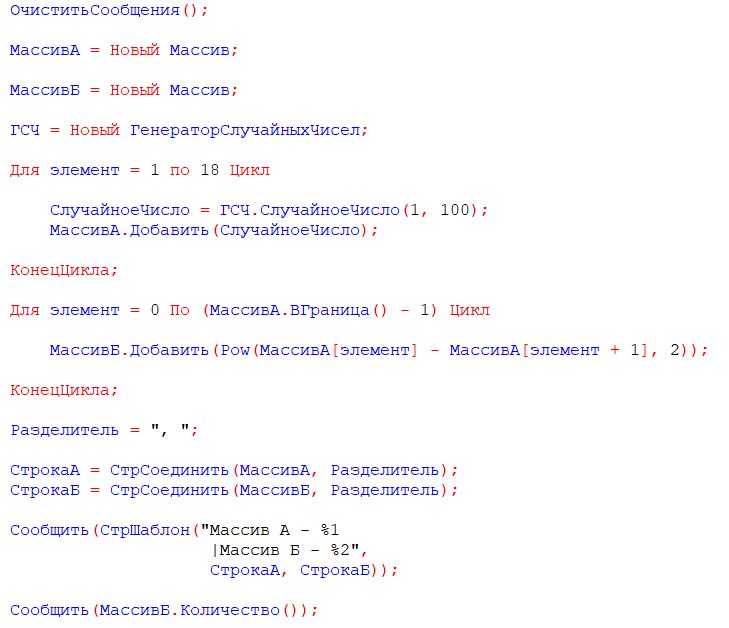 ОчиститьСообщения();
МассивА = Новый Массив;
МассивБ = Новый Массив;
ГСЧ = Новый ГенераторСлучайныхЧисел;
Для элемент = 1 по 18 Цикл
СлучайноеЧисло = ГСЧ.СлучайноеЧисло(1, 100);
МассивА.Добавить(СлучайноеЧисло);
КонецЦикла;
Для элемент = 0 По (МассивА.ВГраница() - 1) Цикл
МассивБ.Добавить(Pow(МассивА[элемент] - МассивА[элемент + 1], 2));
КонецЦикла;
Разделитель = ", ";
СтрокаА = СтрСоединить(МассивА, Разделитель);
СтрокаБ = СтрСоединить(МассивБ, Разделитель);
Сообщить(СтрШаблон("Массив А - %1
|Массив Б - %2",
СтрокаА, СтрокаБ));
Сообщить(МассивБ.Количество());